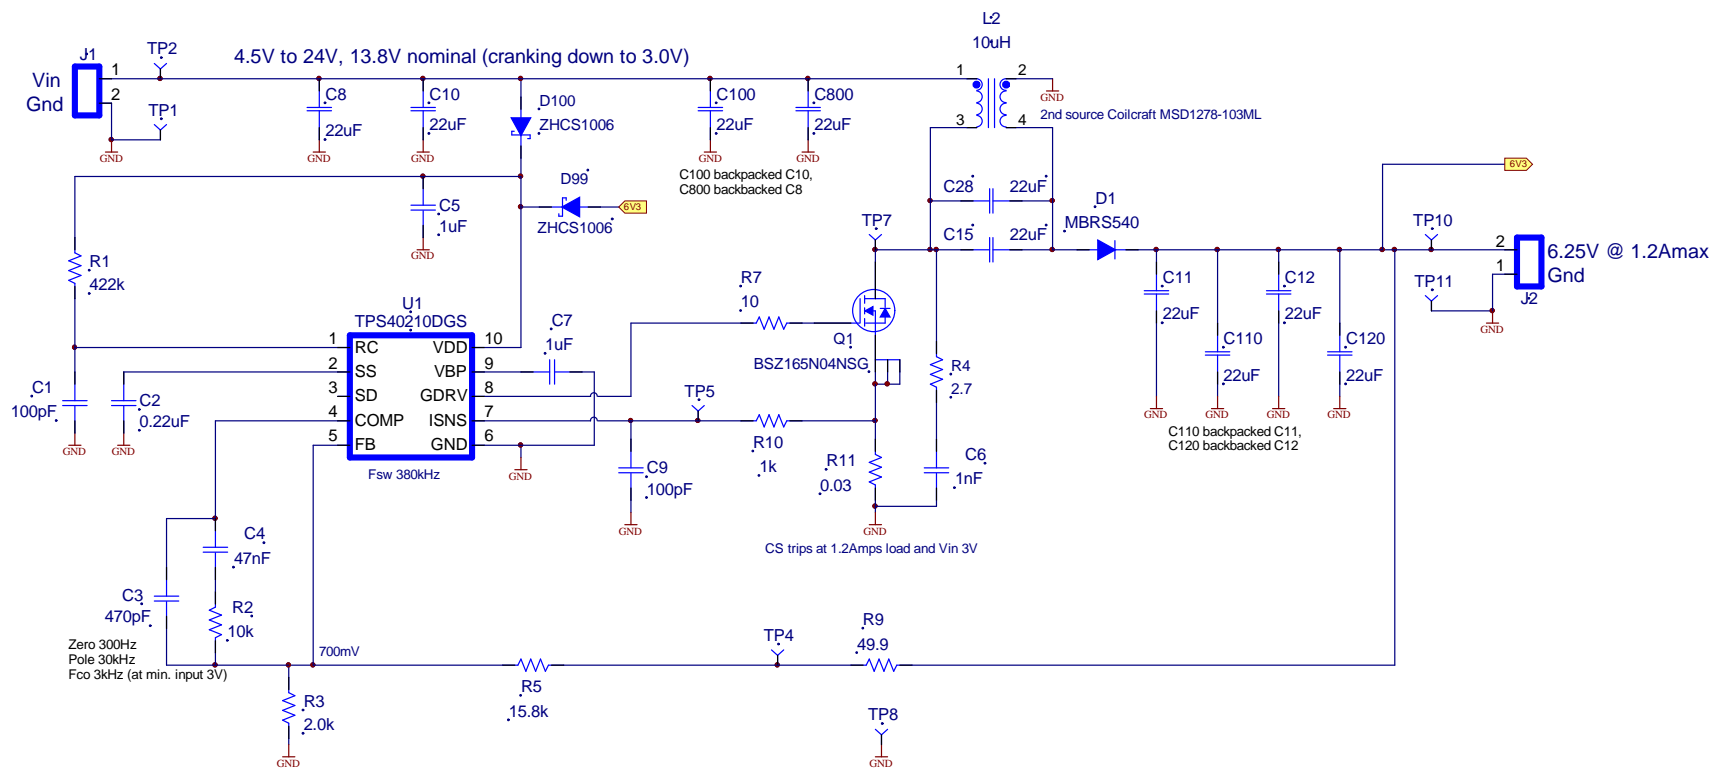 L2
10uH
J1
TP2
4.5V to 24V, 13.8V nominal (cranking down to 3.0V)
Vin
Gnd
1
2
TP1
1
2
3
4
GND
2nd source Coilcraft MSD1278-103ML
C8
22uF
C10
22uF
D100
ZHCS1006
C100
22uF
C800
22uF
GND
GND
GND
GND
GND
C100 backpacked C10,
C800 backbacked C8
6V3
C5
.1uF
GND
D99
ZHCS1006
6V3
C28
22uF
C15
22uF
D1
MBRS540
TP7
TP10
TP11
2
1
6.25V @ 1.2Amax
Gnd
J2
GND
R1
422k
R7
10
C11
22uF
C12
22uF
C110
22uF
C120
22uF
GND
GND
GND
GND
C110 backpacked C11,
C120 backbacked C12
U1
TPS40210DGS
1
RC
2
SS
3
SD
4
COMP
5
FB
VDD
10
VBP
9
GDRV
8
ISNS
7
GND
6
Fsw 380kHz
C7
.1uF
Q1
BSZ165N04NSG
R4
2.7
TP5
C1
100pF
GND
C2
0.22uF
GND
GND
R10
1k
C9
100pF
GND
R11
0.03
C6
1nF
GND
CS trips at 1.2Amps load and Vin 3V
C4
47nF
C3
470pF
R2
10k
Zero 300Hz
Pole 30kHz
Fco 3kHz (at min. input 3V)
700mV
R3
2.0k
GND
R5
15.8k
TP4
R9
49.9
TP8
GND